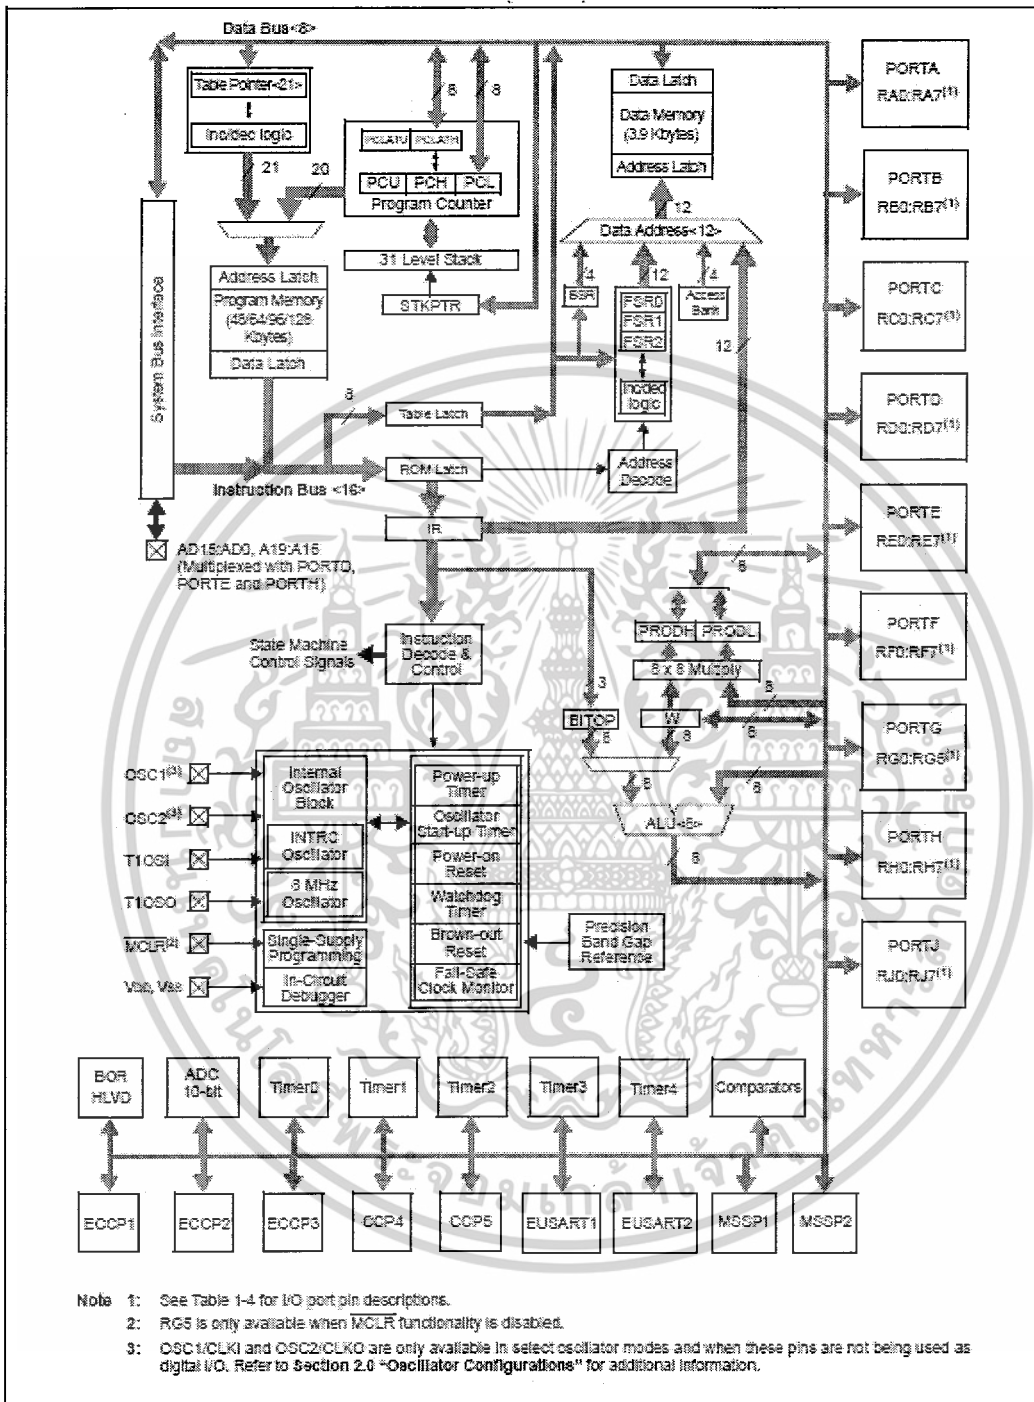 Data Bus<8>
Table Pointer<21>
Inc/dec logic
21
20
8
8
PCLATU PCLATH
PCU PCH PCL
Program Counter
31 Level Stack
STKPTR
Data Latch
Data Memory
(3.9 Kbytes)
Address Latch
12
Data Address<12>
4
12
4
BSR
FSR0
FSR1
FSR2
Access
Bank
12
Inc/dec
logic
Address
Decode
System Bus Interface
Address Latch
Program Memory
(48/64/96/128
Kbytes)
Data Latch
8
Table Latch
ROM Latch
Instruction Bus <16>
IR
AD15:AD0, A19:A16
(Multiplexed with PORTD,
PORTE and PORTH)
State Machine
Control Signals
Instruction
Decode &
Control
8
PRODH PRODL
8 x 8 Multiply
3
8
BITOP
W
8
8
8
8
8
ALU<8>
8
OSC1(3)
OSC2(3)
T1OSI
T1OSO
MCLR(2)
VDD, VSS
Internal
Oscillator
Block
INTRC
Oscillator
8 MHz
Oscillator
Single-Supply
Programming
In-Circuit
Debugger
Power-up
Timer
Oscillator
Start-up Timer
Power-on
Reset
Watchdog
Timer
Brown-out
Reset
Fail-Safe
Clock Monitor
Precision
Band Gap
Reference
PORTA
RA0:RA7(1)
PORTB
RB0:RB7(1)
PORTC
RC0:RC7(1)
PORTD
RD0:RD7(1)
PORTE
RE0:RE7(1)
PORTF
RF0:RF7(1)
PORTG
RG0:RG5(1)
PORTH
RH0:RH7(1)
PORTJ
RJ0:RJ7(1)
BOR
HLVD
ADC
10-bit
Timer0
Timer1
Timer2
Timer3
Timer4
Comparators
ECCP1
ECCP2
ECCP3
CCP4
CCP5
EUSART1
EUSART2
MSSP1
MSSP2
Note 1: See Table 1-4 for I/O port pin descriptions.
2: RG5 is only available when MCLR functionality is disabled.
3: OSC1/CLKI and OSC2/CLKO are only available in select oscillator modes and when these pins are not being used as
digital I/O. Refer to Section 2.0 “Oscillator Configurations” for additional information.